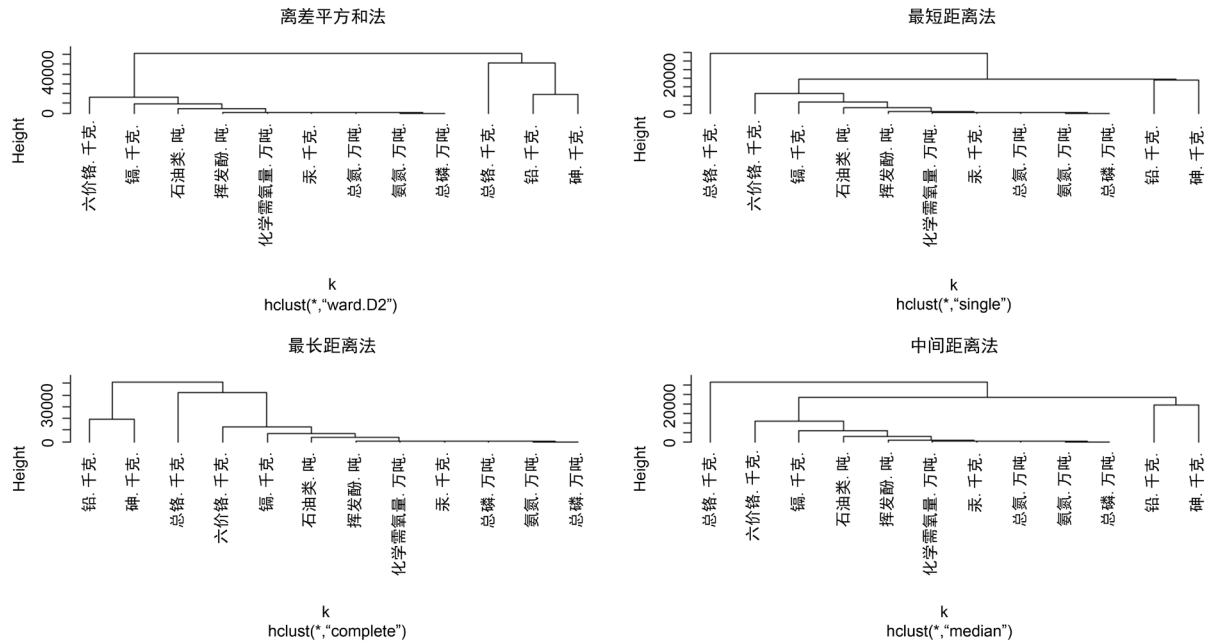 离差平方和法
40000
0
Height
六价铬. 千克.
镉. 千克.
石油类. 吨.
挥发酚. 吨.
化学需氧量. 万吨.
汞. 千克.
总氮. 万吨.
氨氮. 万吨.
总磷. 万吨.
总铬. 千克.
铅. 千克.
砷. 千克.
k
hclust(*,“ward.D2”)
最短距离法
20000
0
Height
总铬. 千克.
六价铬. 千克.
镉. 千克.
石油类. 吨.
挥发酚. 吨.
化学需氧量. 万吨.
汞. 千克.
总氮. 万吨.
氨氮. 万吨.
总磷. 万吨.
铅. 千克.
砷. 千克.
k
hclust(*,“single”)
最长距离法
30000
0
Height
铅. 千克.
砷. 千克.
总铬. 千克.
六价铬. 千克.
镉. 千克.
石油类. 吨.
挥发酚. 吨.
化学需氧量. 万吨.
汞. 千克.
总磷. 万吨.
氨氮. 万吨.
总磷. 万吨.
k
hclust(*,“complete”)
中间距离法
20000
0
Height
总铬. 千克.
六价铬. 千克.
镉. 千克.
石油类. 吨.
挥发酚. 吨.
化学需氧量. 万吨.
汞. 千克.
总氮. 万吨.
氨氮. 万吨.
总磷. 万吨.
铅. 千克.
砷. 千克.
k
hclust(*,“median”)